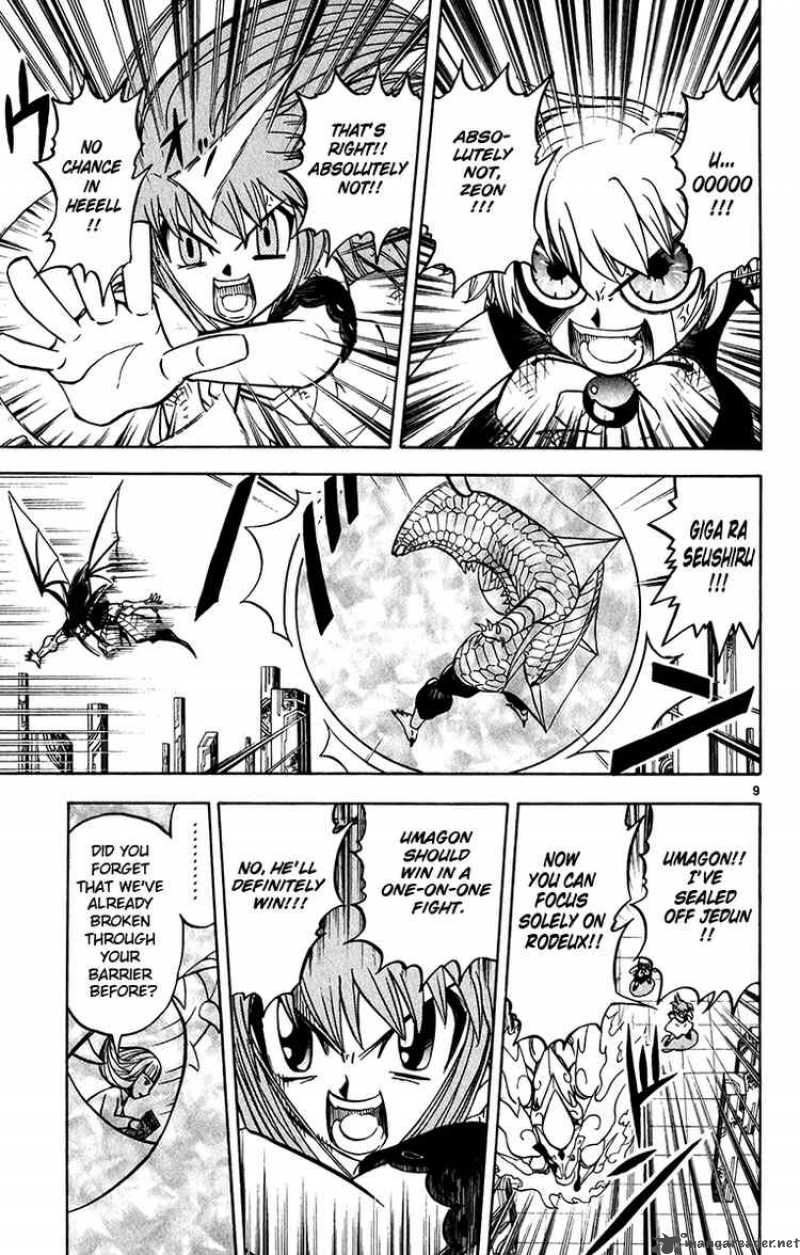 U...
OOOOO
!!!
ABSO-
LUTELY
NOT,
ZEON
!!!
THAT'S
RIGHT!!
ABSOLUTELY
NOT!!
NO
CHANCE
IN
HEEELL
!!
GIGA RA
SEUSHIRU
!!!
9
UMAGON!!
I'VE
SEALED
OFF JEDUN
!!
NOW
YOU CAN
FOCUS
SOLELY ON
RODEUX!!
UMAGON
SHOULD
WIN IN A
ONE-ON-ONE
FIGHT.
NO, HE'LL
DEFINITELY
WIN!!!
.........
DID YOU
FORGET
THAT WE'VE
ALREADY
BROKEN
THROUGH
YOUR
BARRIER
BEFORE?
mangareader.net